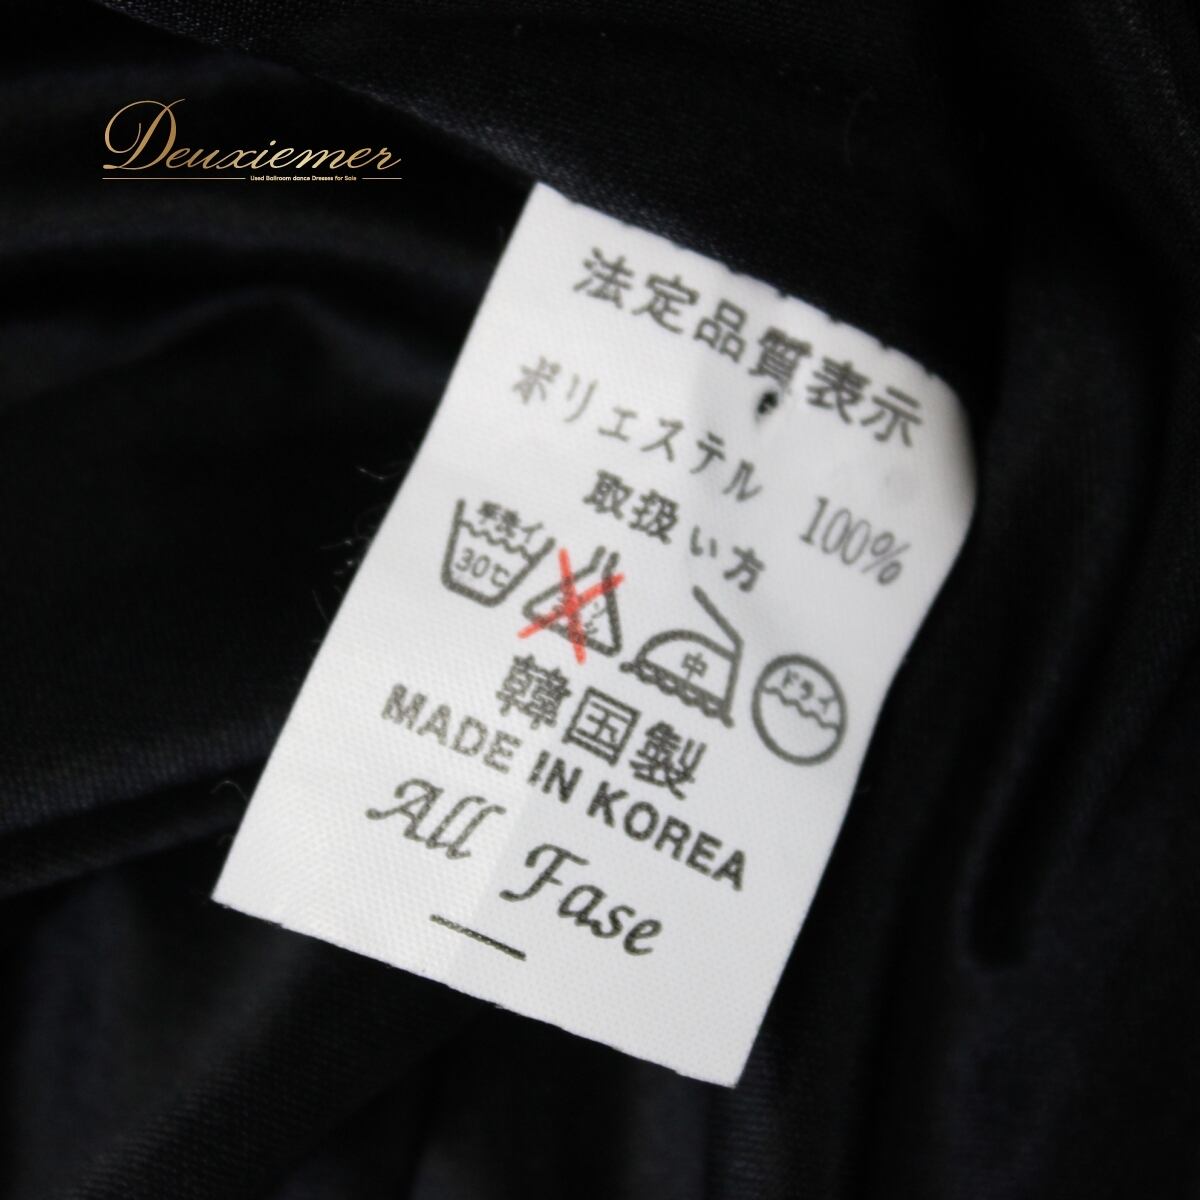 Deuxiemer
Used Ballroom dance Dresses for Sale
法定品質表示
ポリエステル 100%
取扱い方
手洗イ
30℃
中
ドライ
韓国製
MADE IN KOREA
All Fase